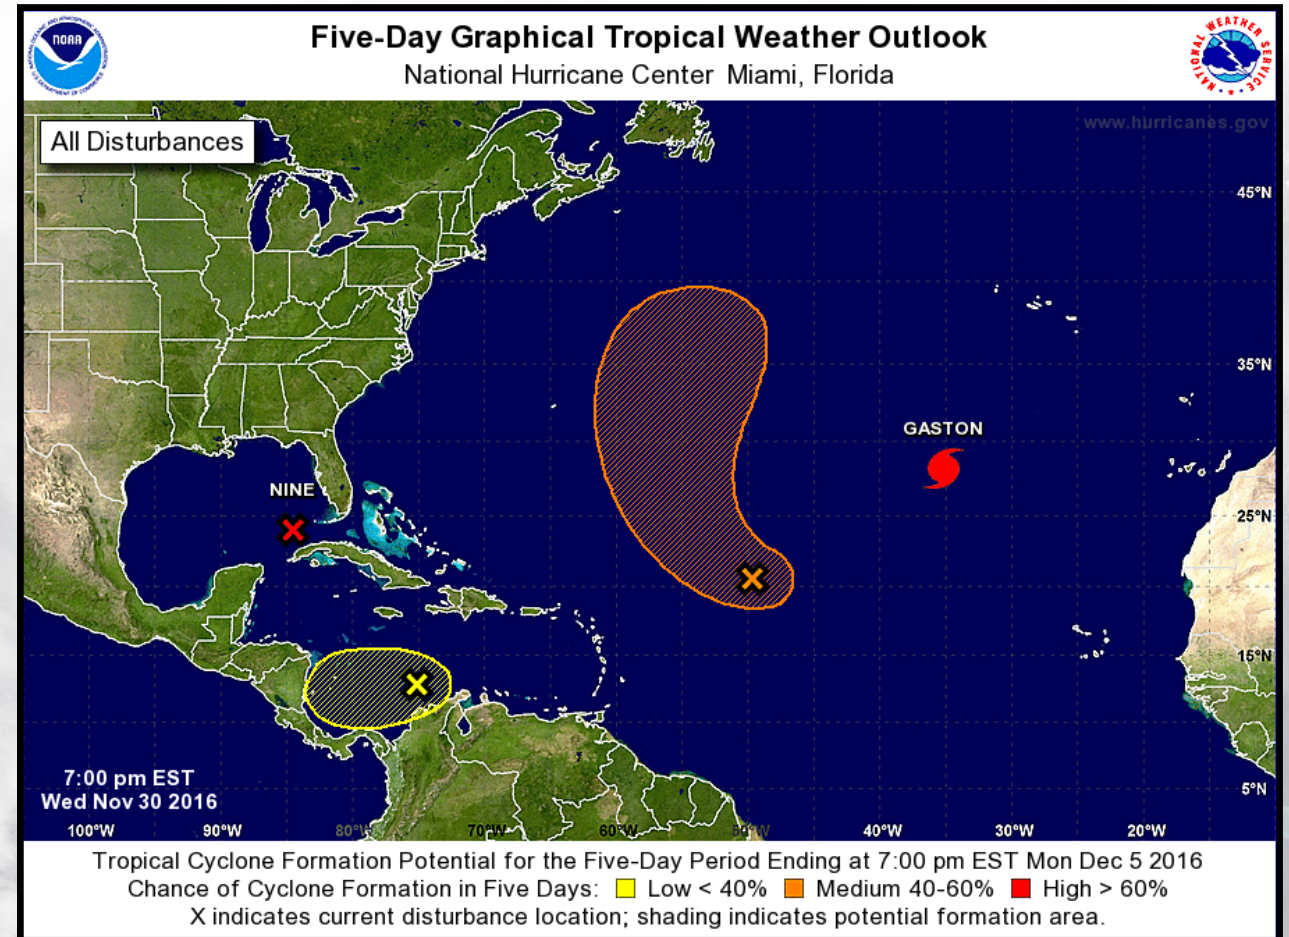 Five-Day Graphical Tropical Weather Outlook
National Hurricane Center Miami, Florida
NOAA
NATIONAL WEATHER SERVICE
All Disturbances
www.hurricanes.gov
45°N
35°N
GASTON
NINE
25°N
15°N
7:00 pm EST
Wed Nov 30 2016
5°N
100°W 90°W 80°W 70°W 60°W 50°W 40°W 30°W 20°W
Tropical Cyclone Formation Potential for the Five-Day Period Ending at 7:00 pm EST Mon Dec 5 2016
Chance of Cyclone Formation in Five Days: Low < 40% Medium 40-60% High > 60%
X indicates current disturbance location; shading indicates potential formation area.